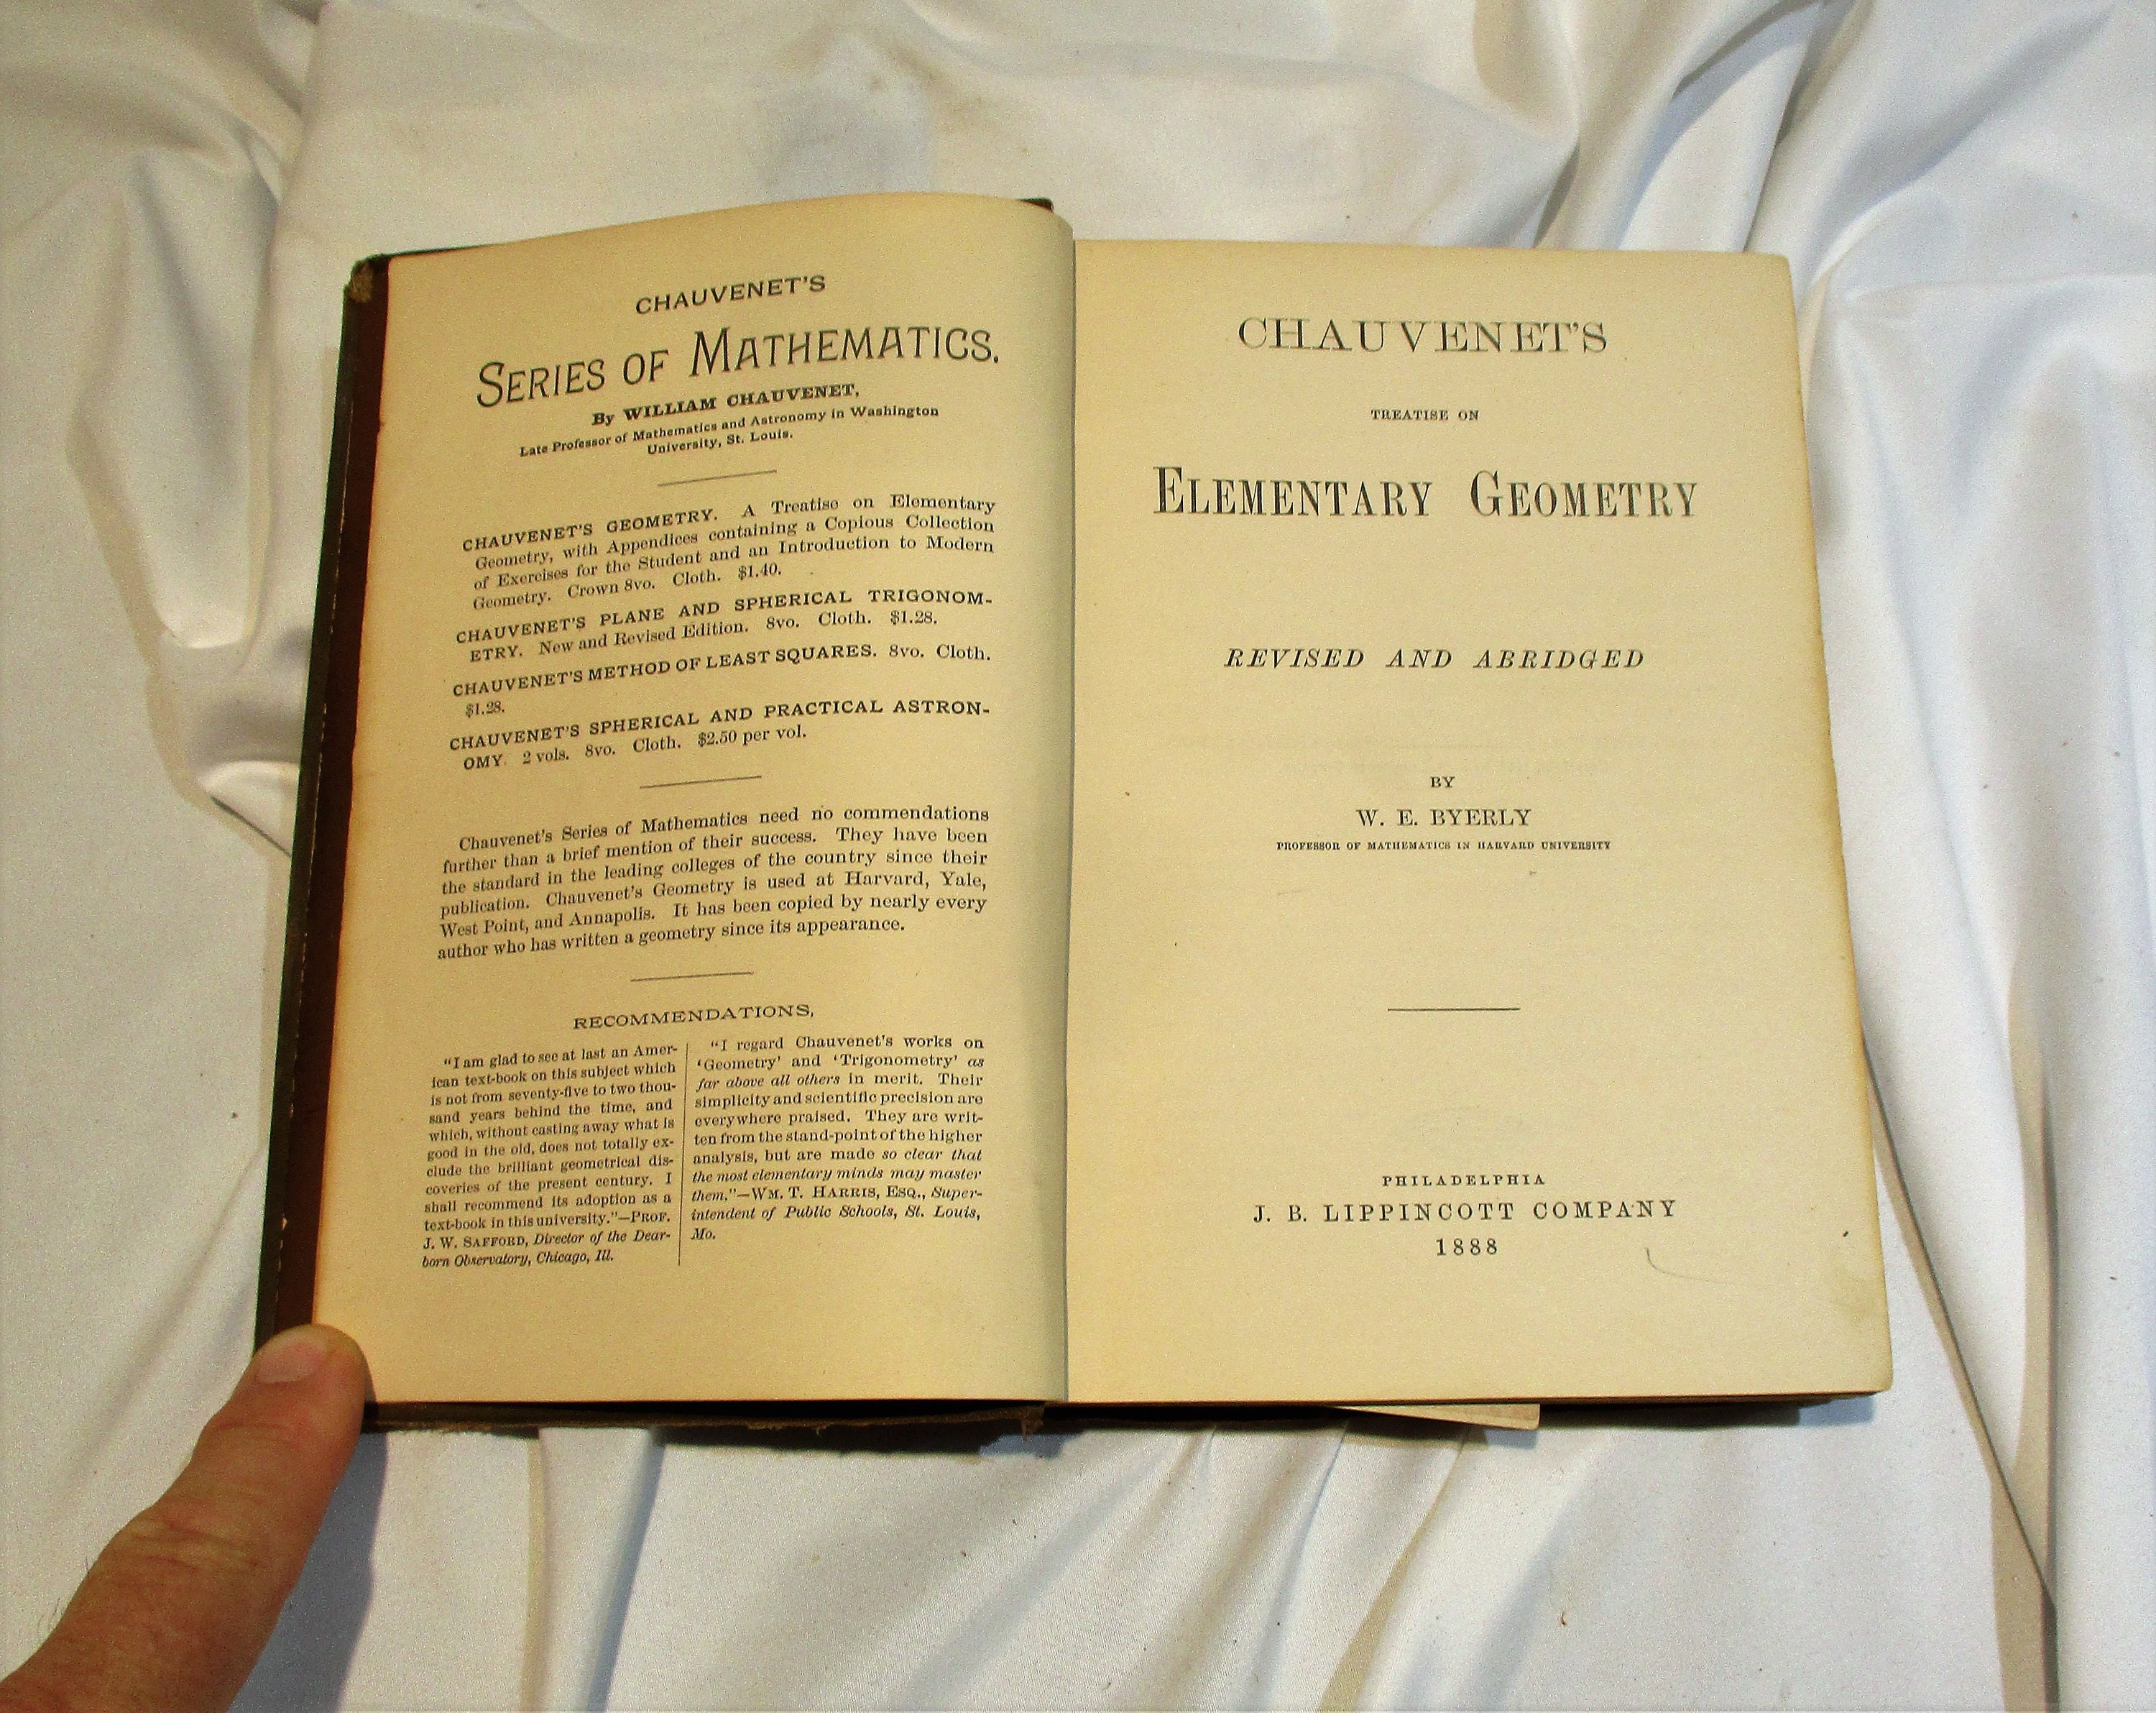 CHAUVENET'S
SERIES OF MATHEMATICS.
By WILLIAM CHAUVENET,
Late Professor of Mathematics and Astronomy in Washington
University, St. Louis.
CHAUVENET'S GEOMETRY. A Treatise on Elementary
Geometry, with Appendices containing a Copious Collection
of Exercises for the Student and an Introduction to Modern
Geometry. Crown 8vo. Cloth. $1.40.
CHAUVENET'S PLANE AND SPHERICAL TRIGONOM-
ETRY. New and Revised Edition. 8vo. Cloth. $1.28.
CHAUVENET'S METHOD OF LEAST SQUARES. 8vo. Cloth.
$1.28.
CHAUVENET'S SPHERICAL AND PRACTICAL ASTRON-
OMY. 2 vols. 8vo. Cloth. $2.50 per vol.
Chauvenet's Series of Mathematics need no commendations
further than a brief mention of their success. They have been
the standard in the leading colleges of the country since their
publication. Chauvenet's Geometry is used at Harvard, Yale,
West Point, and Annapolis. It has been copied by nearly every
author who has written a geometry since its appearance.
RECOMMENDATIONS.
"I am glad to see at last an Amer-
ican text-book on this subject which
is not from seventy-five to two thou-
sand years behind the time, and
which, without casting away what is
good in the old, does not totally ex-
clude the brilliant geometrical dis-
coveries of the present century. I
shall recommend its adoption as a
text-book in this university."—PROF.
J. W. SAFFORD, Director of the Dear-
born Observatory, Chicago, Ill.
"I regard Chauvenet's works on
'Geometry' and 'Trigonometry' as
far above all others in merit. Their
simplicity and scientific precision are
everywhere praised. They are writ-
ten from the stand-point of the higher
analysis, but are made so clear that
the most elementary minds may master
them."—WM. T. HARRIS, ESQ., Super-
intendent of Public Schools, St. Louis,
Mo.
CHAUVENET'S
TREATISE ON
ELEMENTARY GEOMETRY
REVISED AND ABRIDGED
BY
W. E. BYERLY
PROFESSOR OF MATHEMATICS IN HARVARD UNIVERSITY
PHILADELPHIA
J. B. LIPPINCOTT COMPANY
1888